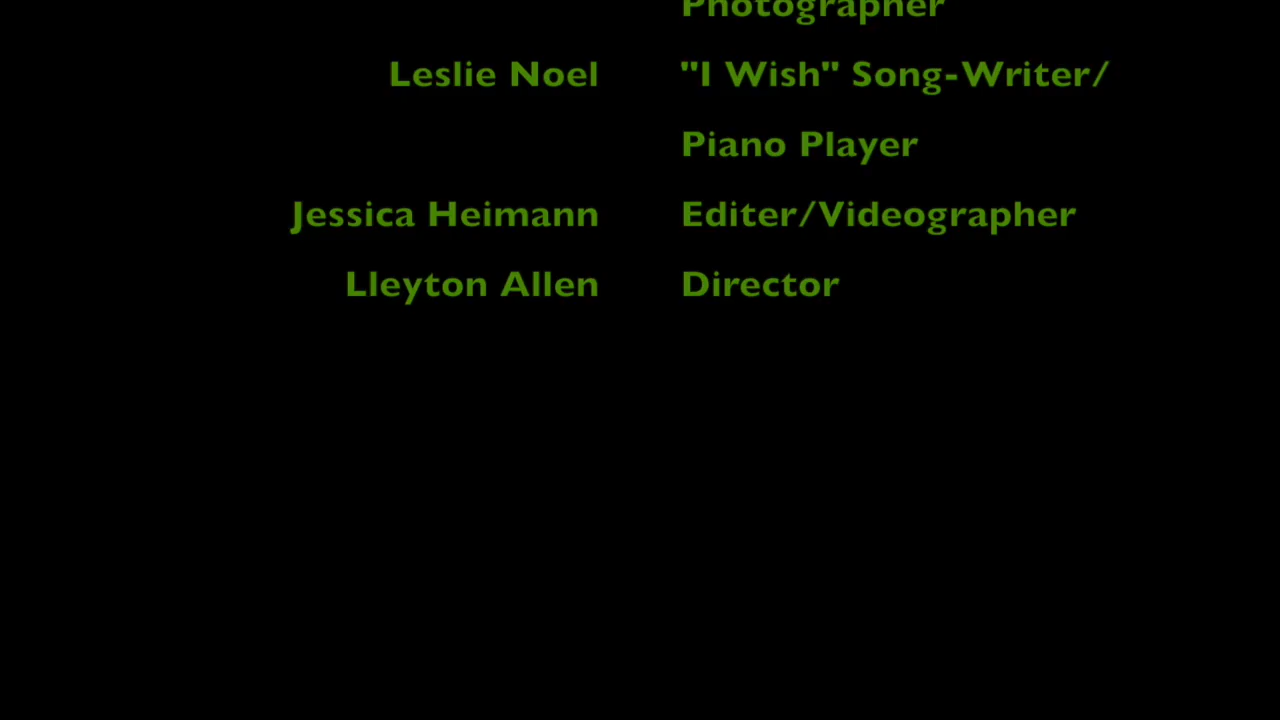 Photographer
Leslie Noel "I Wish" Song-Writer/
Piano Player
Jessica Heimann Editer/Videographer
Lleyton Allen Director